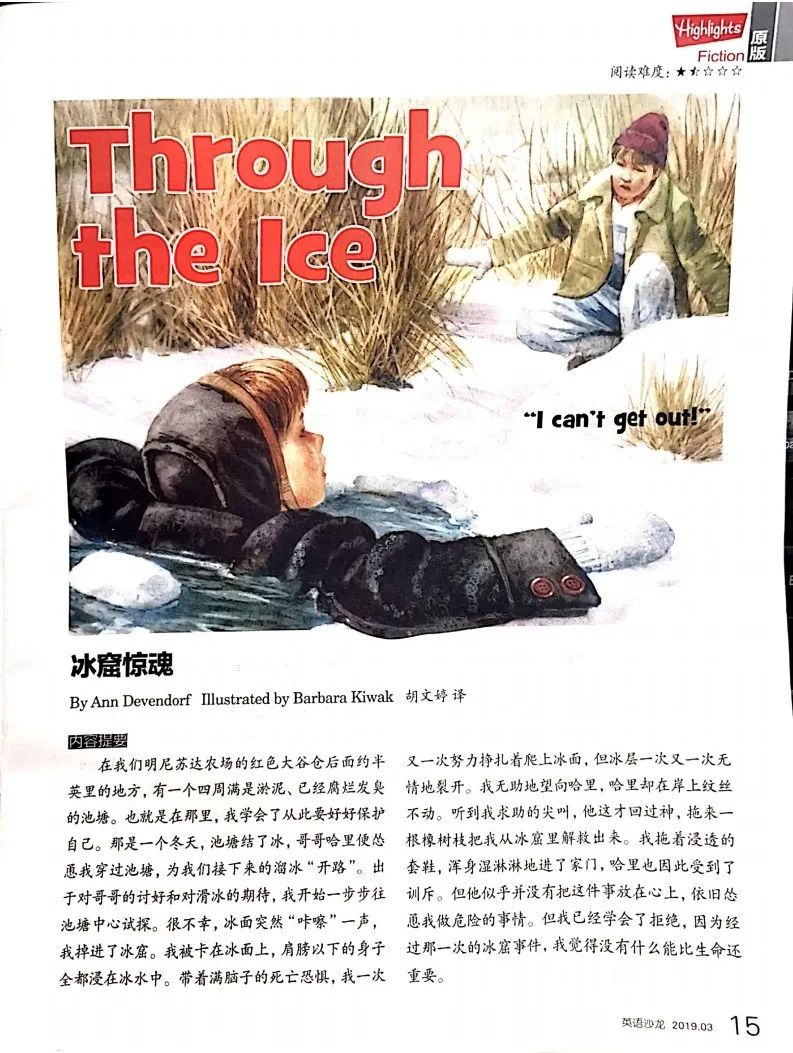 Highlights
原版
Fiction
阅读难度：★⯪☆☆☆
Through
the Ice
“I can't get out!”
冰窟惊魂
By Ann Devendorf Illustrated by Barbara Kiwak 胡文婷 译
内容提要
在我们明尼苏达农场的红色大谷仓后面约半
英里的地方，有一个四周满是淤泥、已经腐烂发臭
的池塘。也就是在那里，我学会了从此要好好保护
自己。那是一个冬天，池塘结了冰，哥哥哈里便怂
恿我穿过池塘，为我们接下来的溜冰“开路”。出
于对哥哥的讨好和对滑冰的期待，我开始一步步往
池塘中心试探。很不幸，冰面突然“咔嚓”一声，
我掉进了冰窟。我被卡在冰面上，肩膀以下的身子
全都浸在冰水中。带着满脑子的死亡恐惧，我一次
又一次努力挣扎着爬上冰面，但冰层一次又一次无
情地裂开。我无助地望向哈里，哈里却在岸上纹丝
不动。听到我求助的尖叫，他这才回过神，拖来一
根橡树枝把我从冰窟里解救出来。我拖着浸透的
套鞋，浑身湿淋淋地进了家门，哈里也因此受到了
训斥。但他似乎并没有把这件事放在心上，依旧怂
恿我做危险的事情。但我已经学会了拒绝，因为经
过那一次的冰窟事件，我觉得没有什么能比生命还
重要。
英语沙龙 2019.03 15